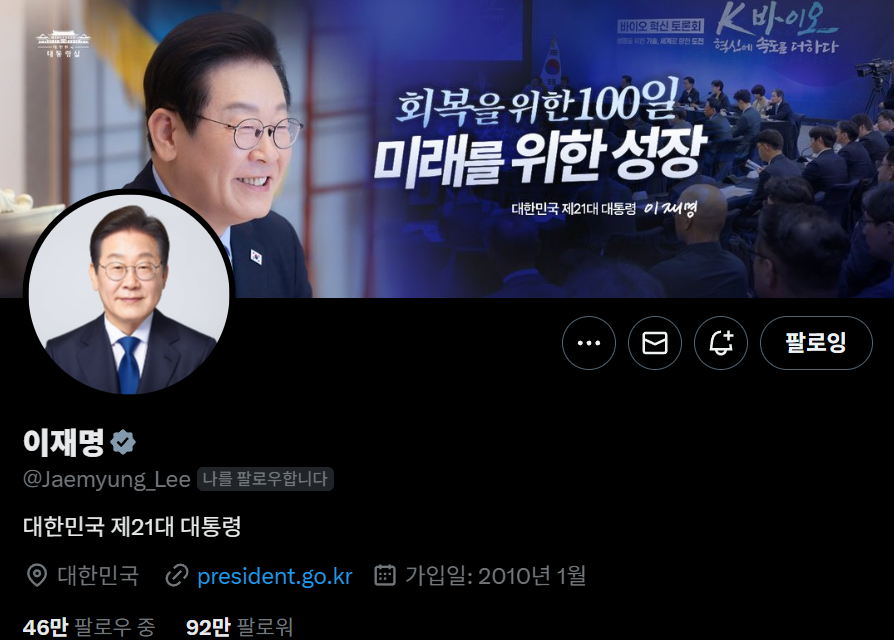 대한민국
대통령실
바이오 혁신 토론회
K바이오
혁신에 속도를 더하다
회복을 위한 100일
미래를 위한 성장
대한민국 제21대 대통령 이재명
팔로잉
이재명
@Jaemyung_Lee 나를 팔로우합니다
대한민국 제21대 대통령
대한민국 president.go.kr 가입일: 2010년 1월
46만 팔로우 중 92만 팔로워